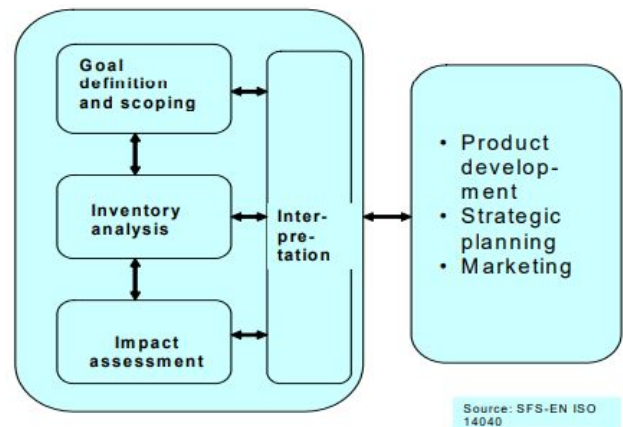 Goal
definition
and scoping
Inventory
analysis
Impact
assessment
Inter-
pre-
tation
• Product
develop-
ment
• Strategic
planning
• Marketing
Source: SFS-EN ISO
14040